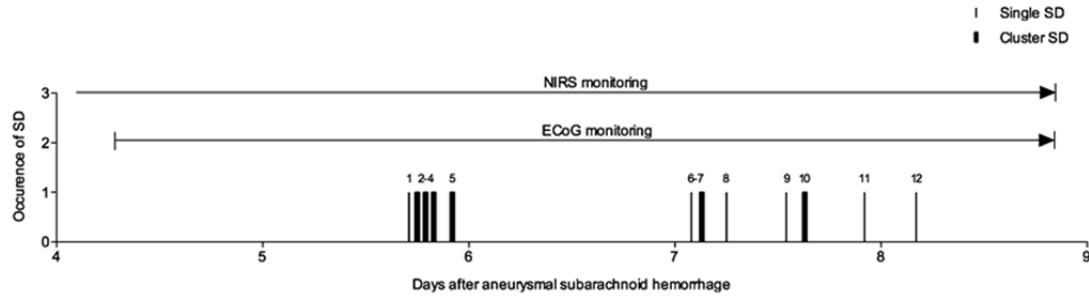 Single SD
Cluster SD
NIRS monitoring
3
ECoG monitoring
2
1 2-4 5 6-7 8 9 10 11 12
1
0
4 5 6 7 8 9
Occurence of SD
Days after aneurysmal subarachnoid hemorrhage